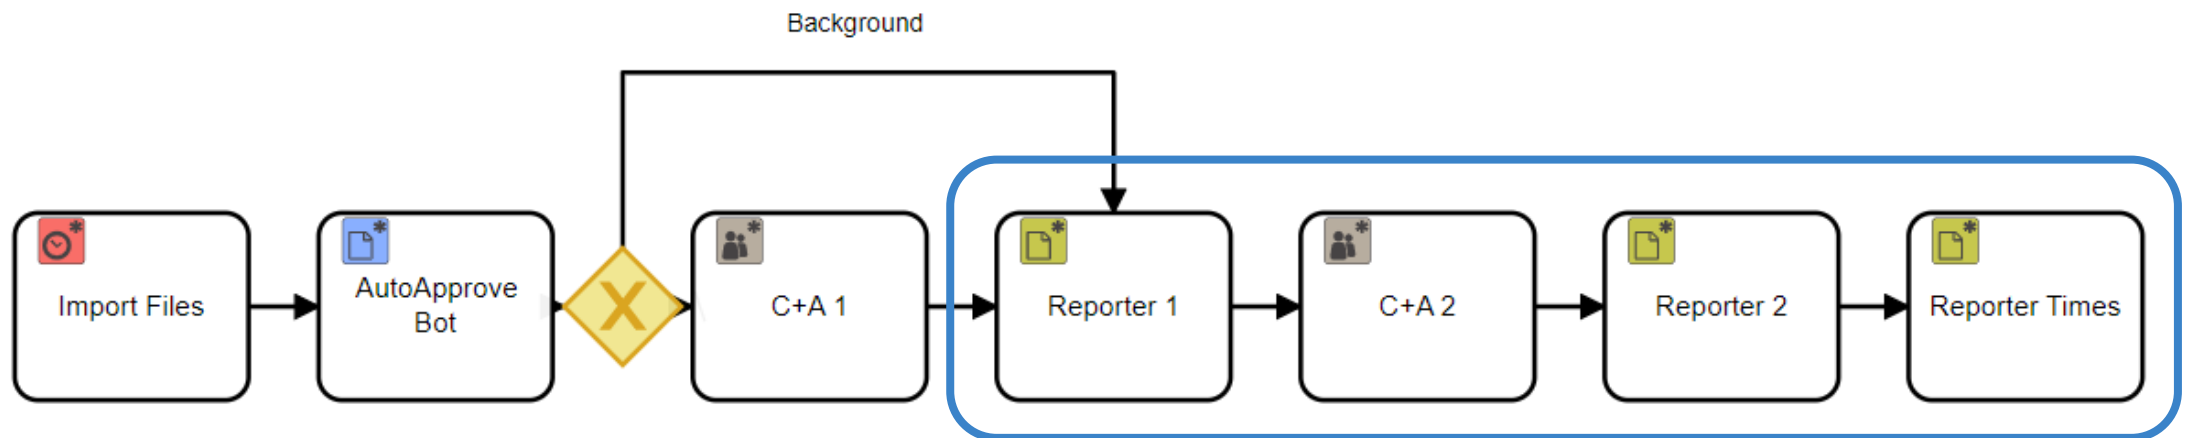 Background
Import Files
AutoApprove
Bot
X
C+A 1
Reporter 1
C+A 2
Reporter 2
Reporter Times